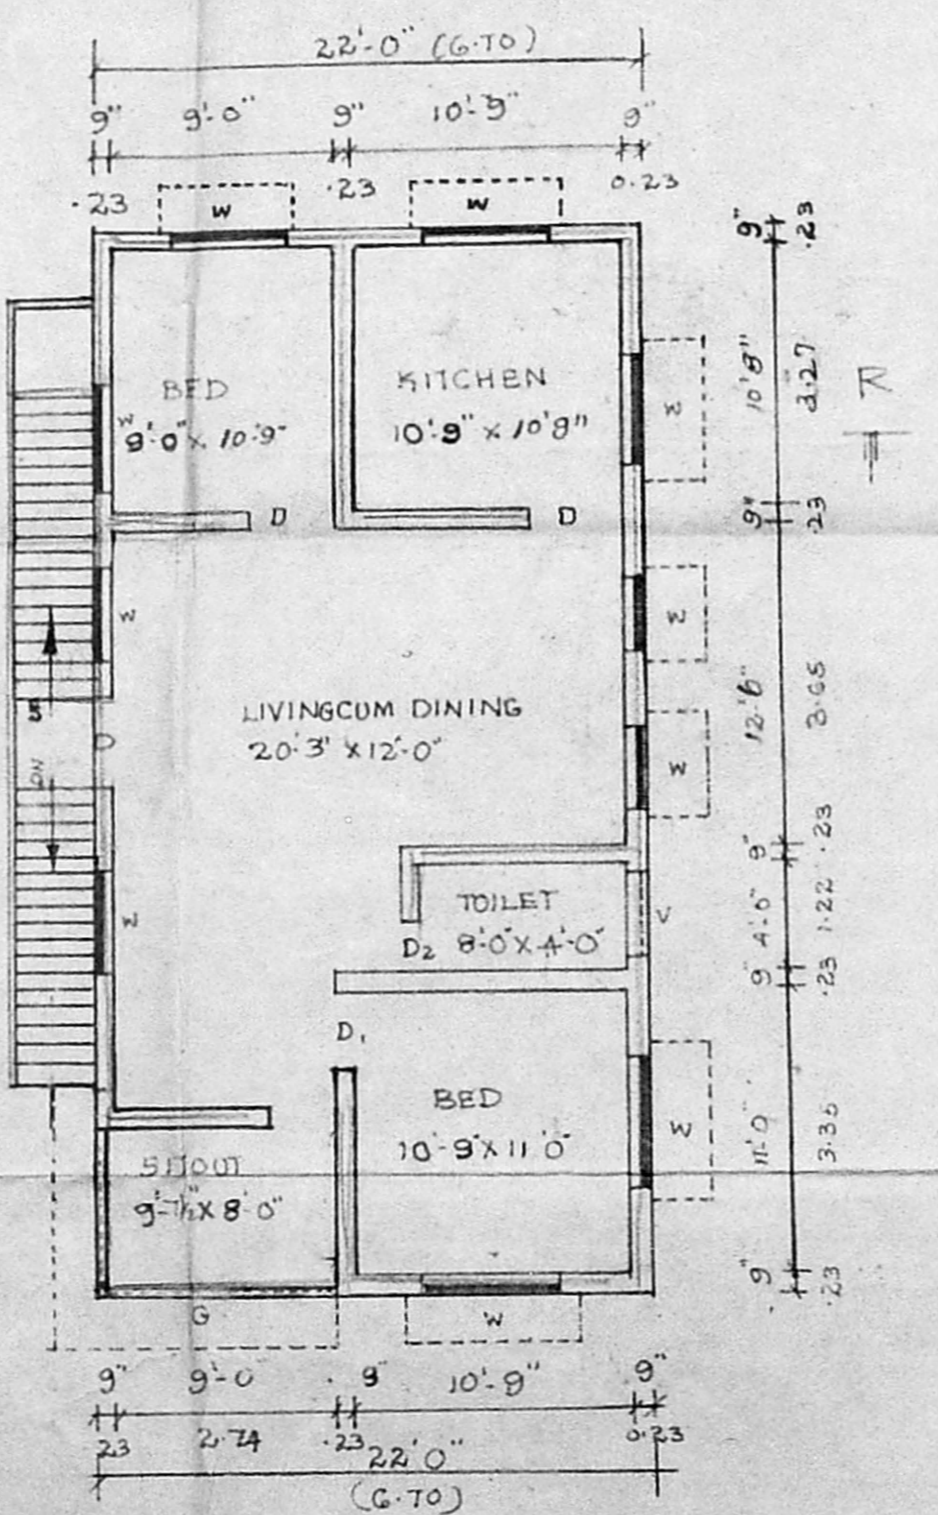 22'-0" (6.70)
9" 9'-0" 9" 10'-9" 9"
.23 .23 0.23
W W
9" .23
BED
9'-0" x 10'-9"
KITCHEN
10'-9" x 10'8"
W W
10'8" 3.27
D D
9" .23
W W
LIVINGCUM DINING
20'-3' x 12'-0"
12'-6" 3.65
UP
DN
D
W
9" .23
TOILET
8'-0" x 4'-0"
D2
V
4'-0" 1.22
W
9" .23
D1
BED
10'-9 x 11'0"
W
11'-0" 3.35
SITOUT
9'-7½" x 8'-0"
9" .23
G W
9" 9'-0 9" 10'-9" 9"
23 2.74 .23 0.23
22'0"
(6.70)